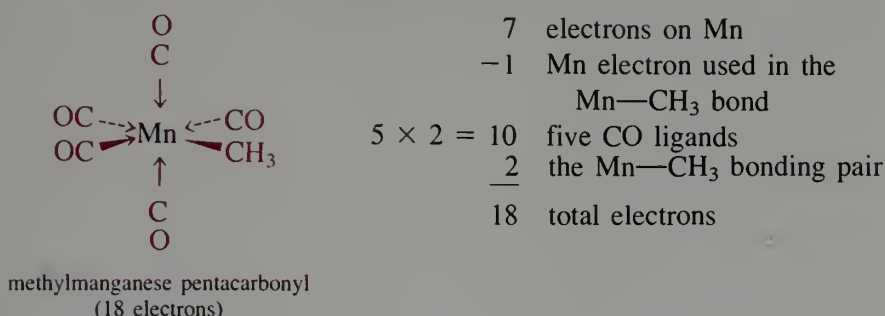 O
C
↓
OC Mn CO
OC CH₃
↑
C
O
methylmanganese pentacarbonyl
(18 electrons)
7 electrons on Mn
−1 Mn electron used in the
Mn—CH₃ bond
5 × 2 = 10 five CO ligands
2 the Mn—CH₃ bonding pair
18 total electrons